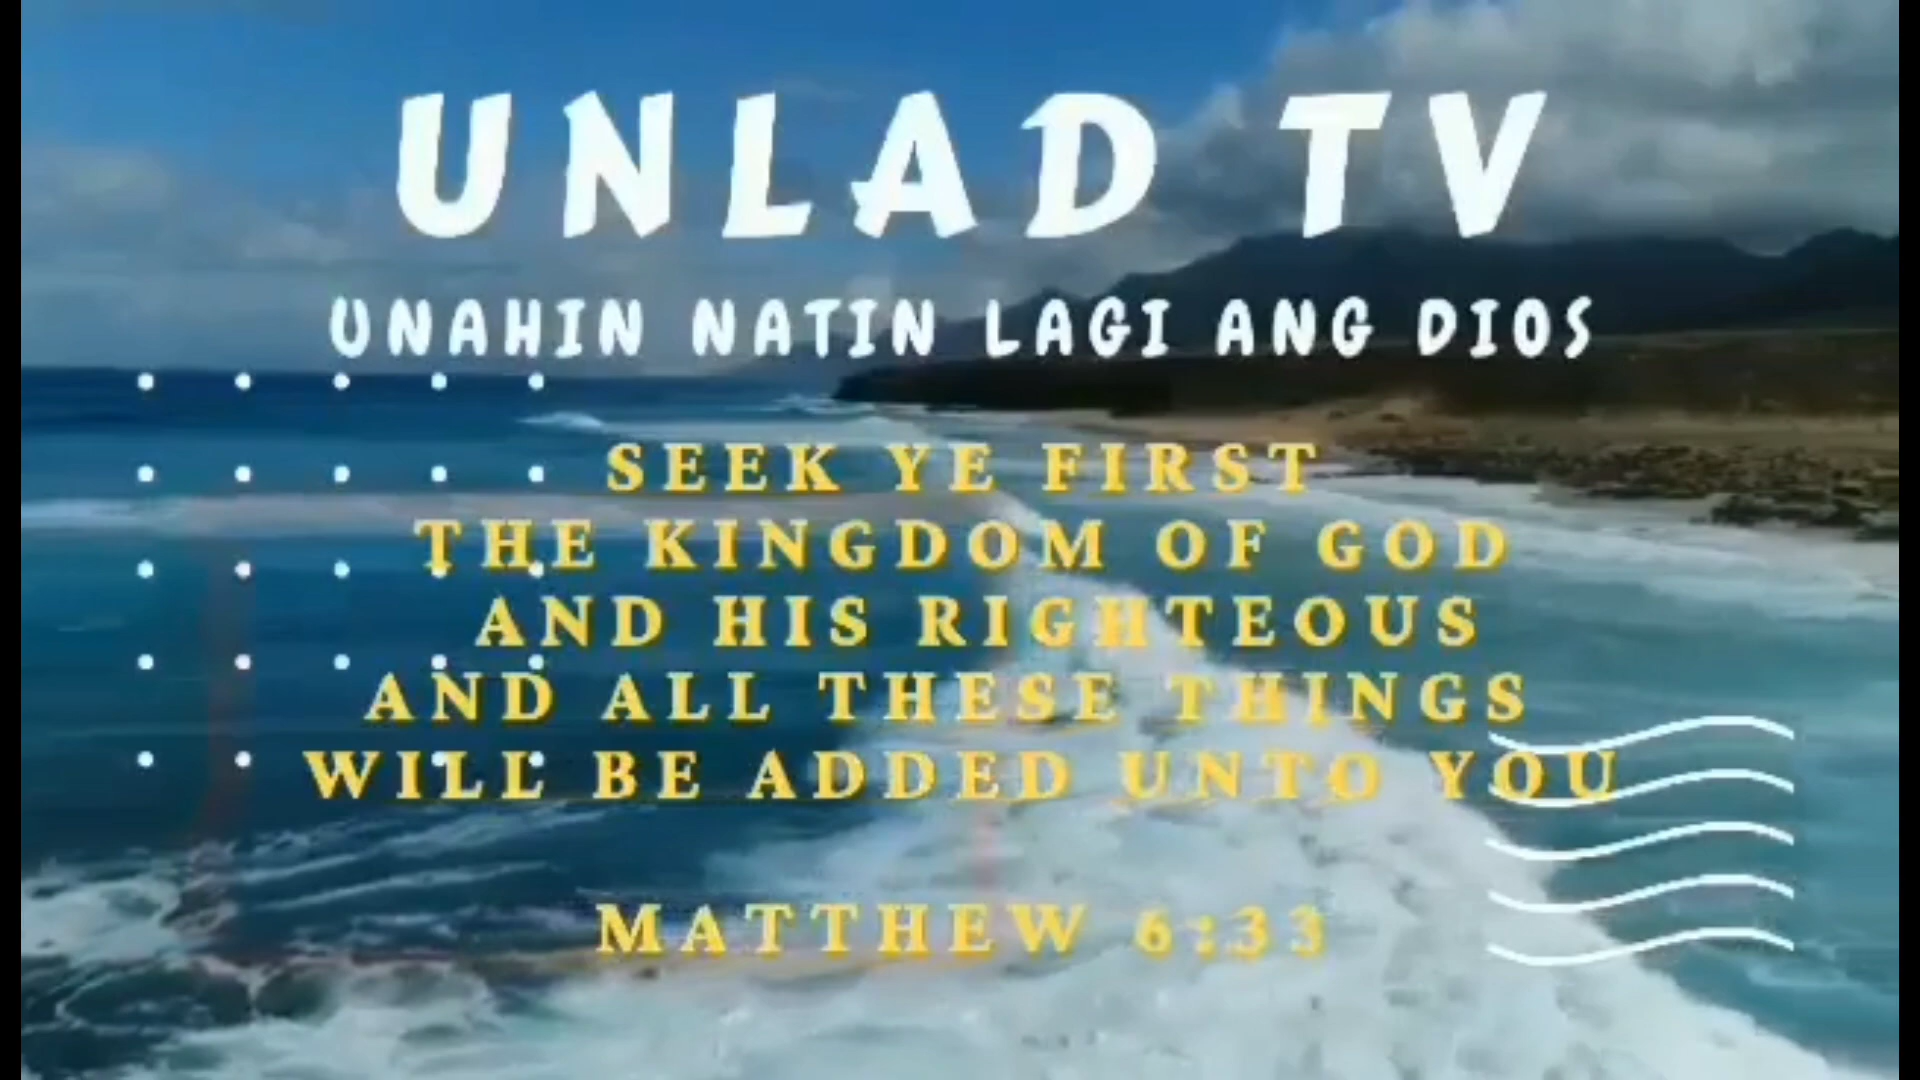 UNLAD TV
UNAHIN NATIN LAGI ANG DIOS
SEEK YE FIRST
THE KINGDOM OF GOD
AND HIS RIGHTEOUS
AND ALL THESE THINGS
WILL BE ADDED UNTO YOU
MATTHEW 6:33